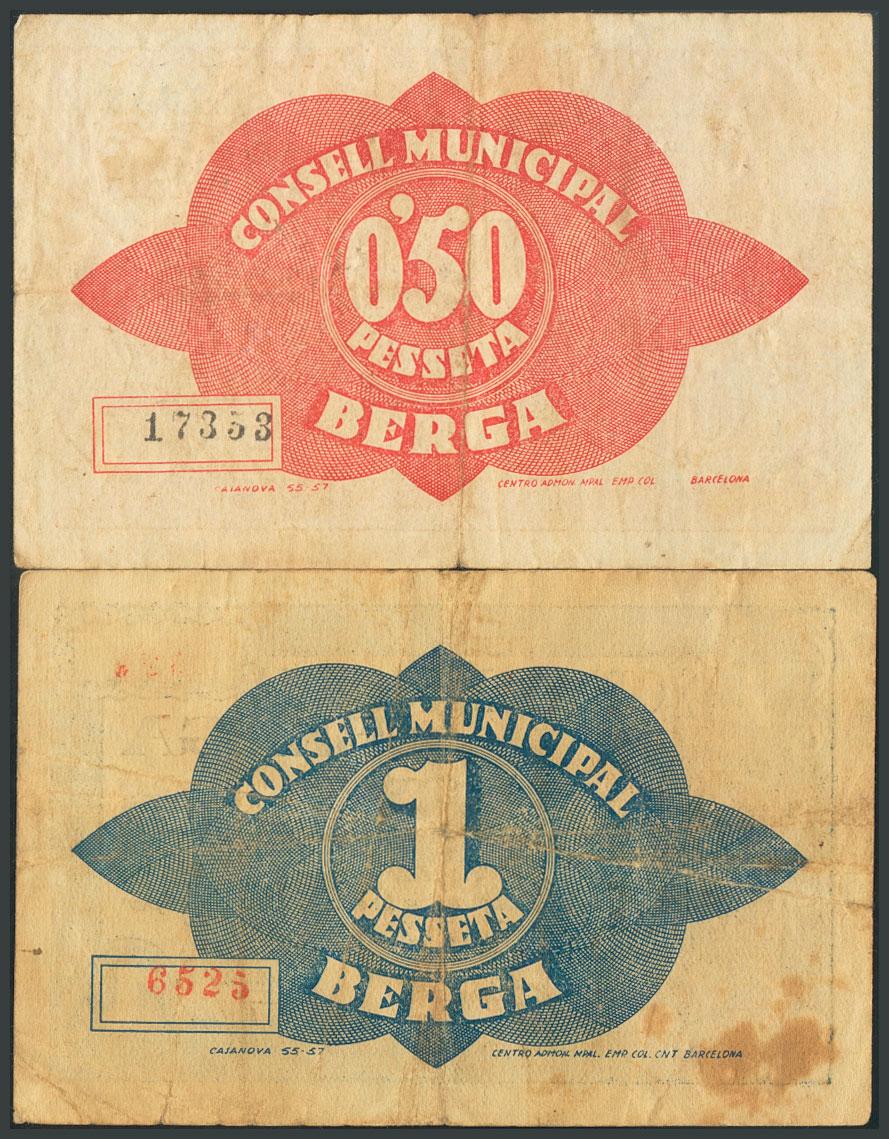 CONSELL MUNICIPAL
0'50
PESSETA
BERGA
17353
CASANOVA 55-57 CENTRO ADMON. MPAL EMP COL BARCELONA
CONSELL MUNICIPAL
1
PESSETA
BERGA
6525
CASANOVA 55-57 CENTRO ADMON. MPAL. EMP. COL. CNT BARCELONA